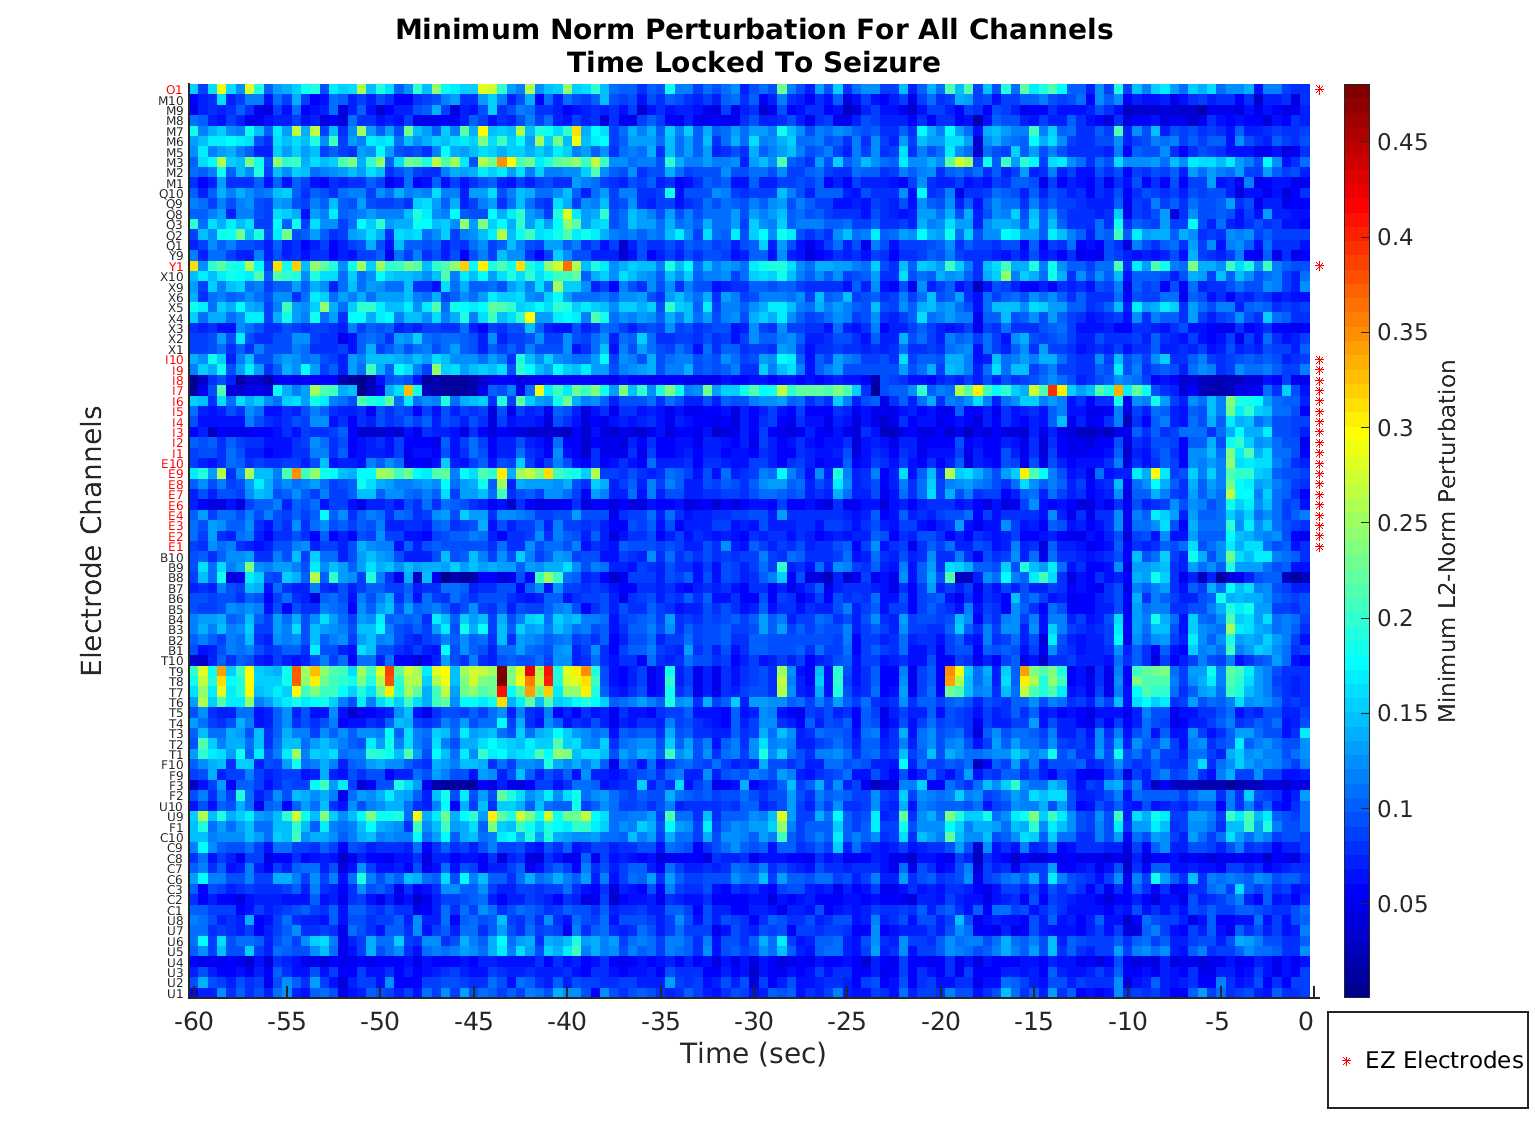 Minimum Norm Perturbation For All Channels
Time Locked To Seizure
Electrode Channels
O1
M10
M9
M8
M7
M6
M5
M3
M2
M1
Q10
Q9
Q8
Q3
Q2
Q1
Y9
Y1
X10
X9
X6
X5
X4
X3
X2
X1
I10
I9
I8
I7
I6
I5
I4
I3
I2
I1
E10
E9
E8
E7
E6
E4
E3
E2
E1
B10
B9
B8
B7
B6
B5
B4
B3
B2
B1
T10
T9
T8
T7
T6
T5
T4
T3
T2
T1
F10
F9
F3
F2
U10
U9
F1
C10
C9
C8
C7
C6
C3
C2
C1
U8
U7
U6
U5
U4
U3
U2
U1
-60 -55 -50 -45 -40 -35 -30 -25 -20 -15 -10 -5 0
Time (sec)
0.45
0.4
0.35
0.3
0.25
0.2
0.15
0.1
0.05
Minimum L2-Norm Perturbation
EZ Electrodes